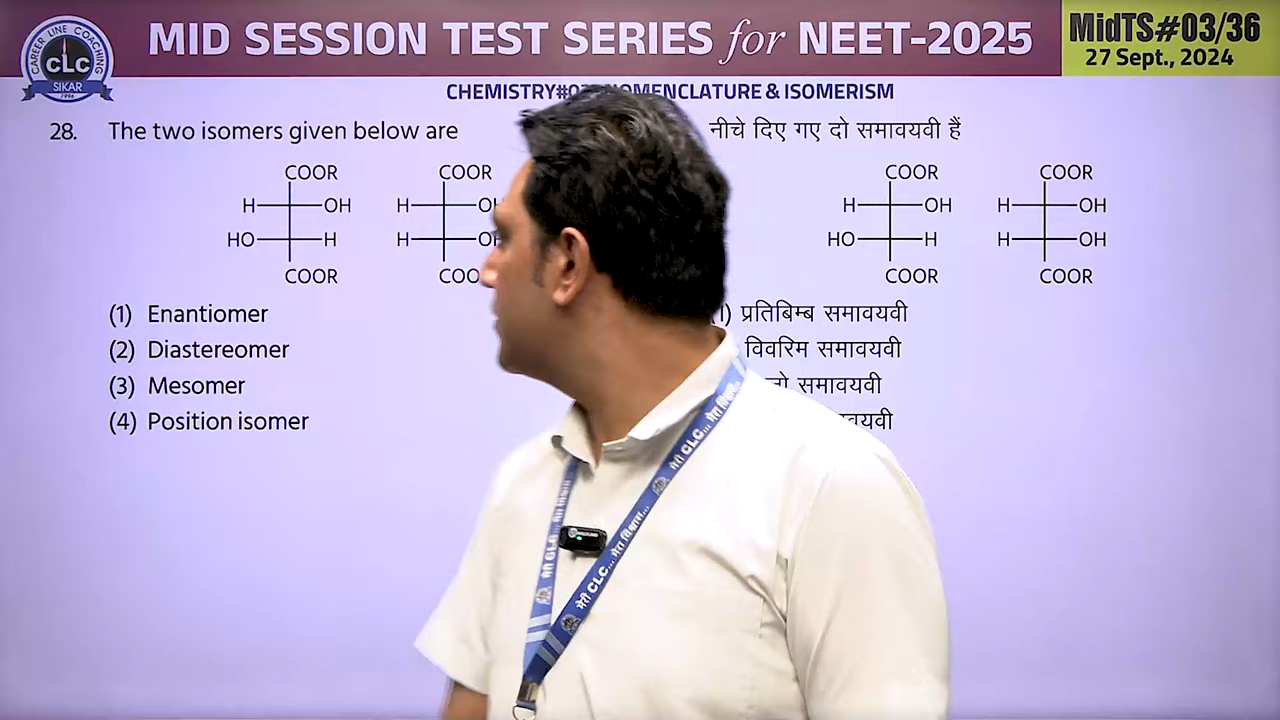 MID SESSION TEST SERIES for NEET-2025
MidTS#03/36
27 Sept., 2024
CAREER LINE COACHING
CLC
SIKAR
1996
CHEMISTRY#0 NOMENCLATURE & ISOMERISM
28. The two isomers given below are
COOR COOR
H OH H
HO H H
COOR
(1) Enantiomer
(2) Diastereomer
(3) Mesomer
(4) Position isomer
नीचे दिए गए दो समावयवी हैं
COOR COOR
H OH H OH
HO H H OH
COOR COOR
प्रतिबिम्ब समावयवी
विवरिम समावयवी
समावयवी
मेरी CLC... मेरा विश्वास...